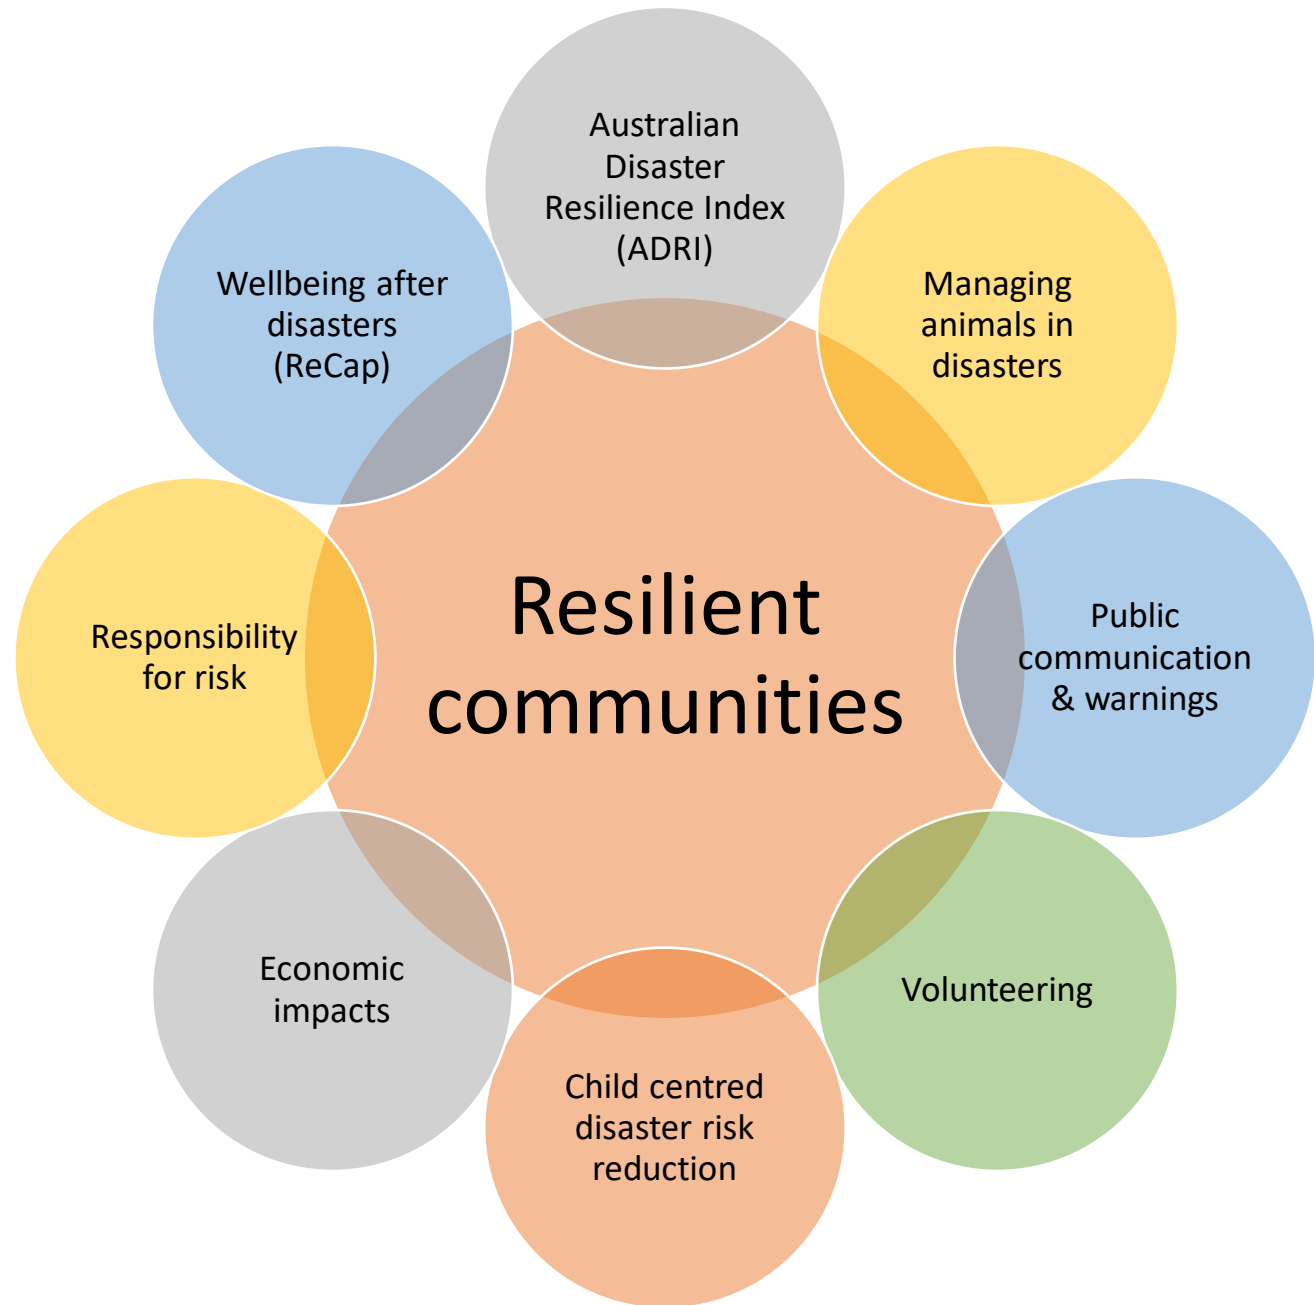 Australian
Disaster
Resilience Index
(ADRI)
Managing
animals in
disasters
Public
communication
& warnings
Volunteering
Child centred
disaster risk
reduction
Economic
impacts
Responsibility
for risk
Wellbeing after
disasters
(ReCap)
Resilient
communities